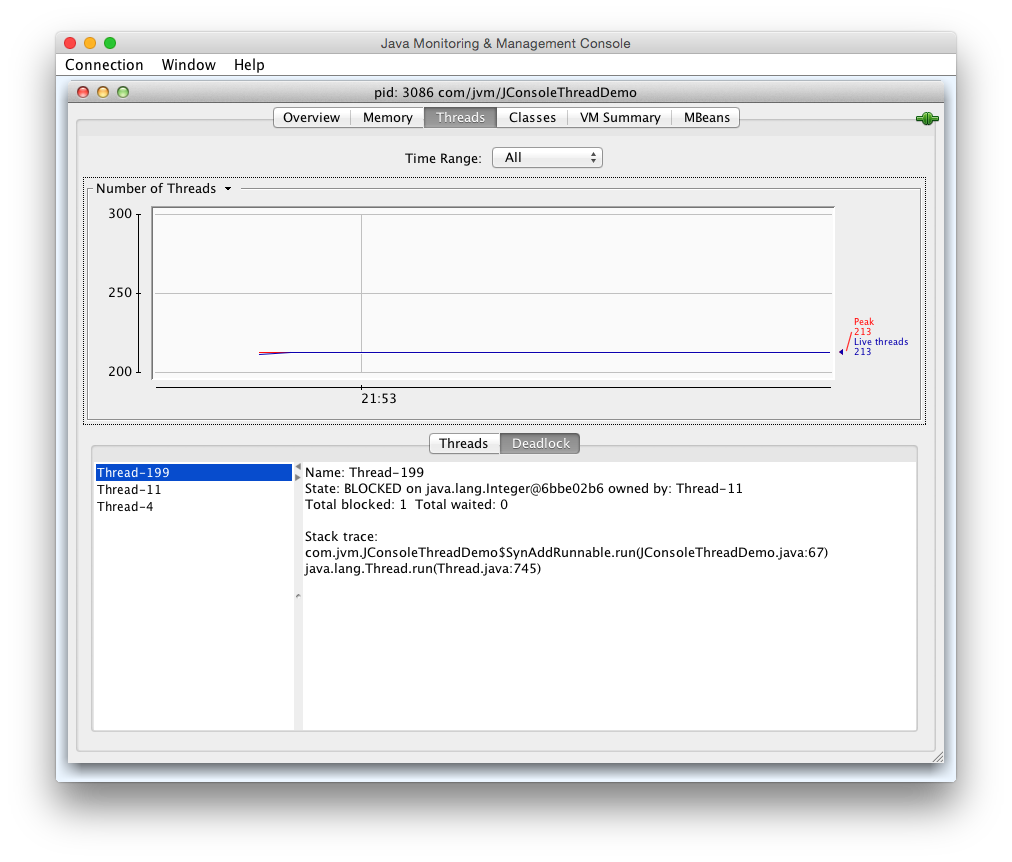 Java Monitoring & Management Console
Connection Window Help
pid: 3086 com/jvm/JConsoleThreadDemo
Overview Memory Threads Classes VM Summary MBeans
Time Range: All
Number of Threads
300
250
200
21:53
Peak
213
Live threads
213
Threads Deadlock
Thread-199
Thread-11
Thread-4
Name: Thread-199
State: BLOCKED on java.lang.Integer@6bbe02b6 owned by: Thread-11
Total blocked: 1 Total waited: 0
Stack trace:
com.jvm.JConsoleThreadDemo$SynAddRunnable.run(JConsoleThreadDemo.java:67)
java.lang.Thread.run(Thread.java:745)